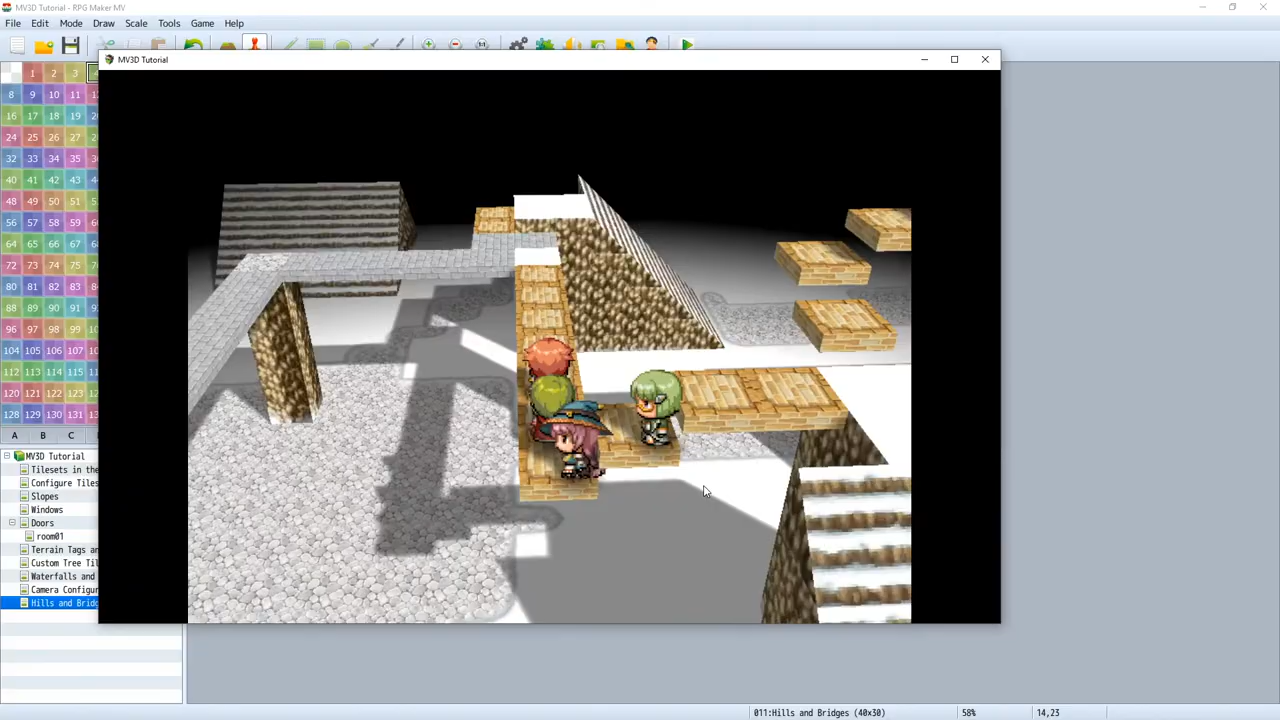 MV3D Tutorial - RPG Maker MV
File Edit Mode Draw Scale Tools Game Help
MV3D Tutorial
1 2 3
8 9 10 11
16 17 18 19
24 25 26 27
32 33 34 35
40 41 42 43
48 49 50 51
56 57 58 59
64 65 66 67
72 73 74 75
80 81 82 83
88 89 90 91
96 97 98 99
104 105 106
112 113 114
120 121 122
128 129 130
A B C
MV3D Tutorial
Tilesets in the
Configure Tiles
Slopes
Windows
Doors
room01
Terrain Tags an
Custom Tree Til
Waterfalls and
Camera Configur
Hills and Bridg
011:Hills and Bridges (40x30) 58% 14,23